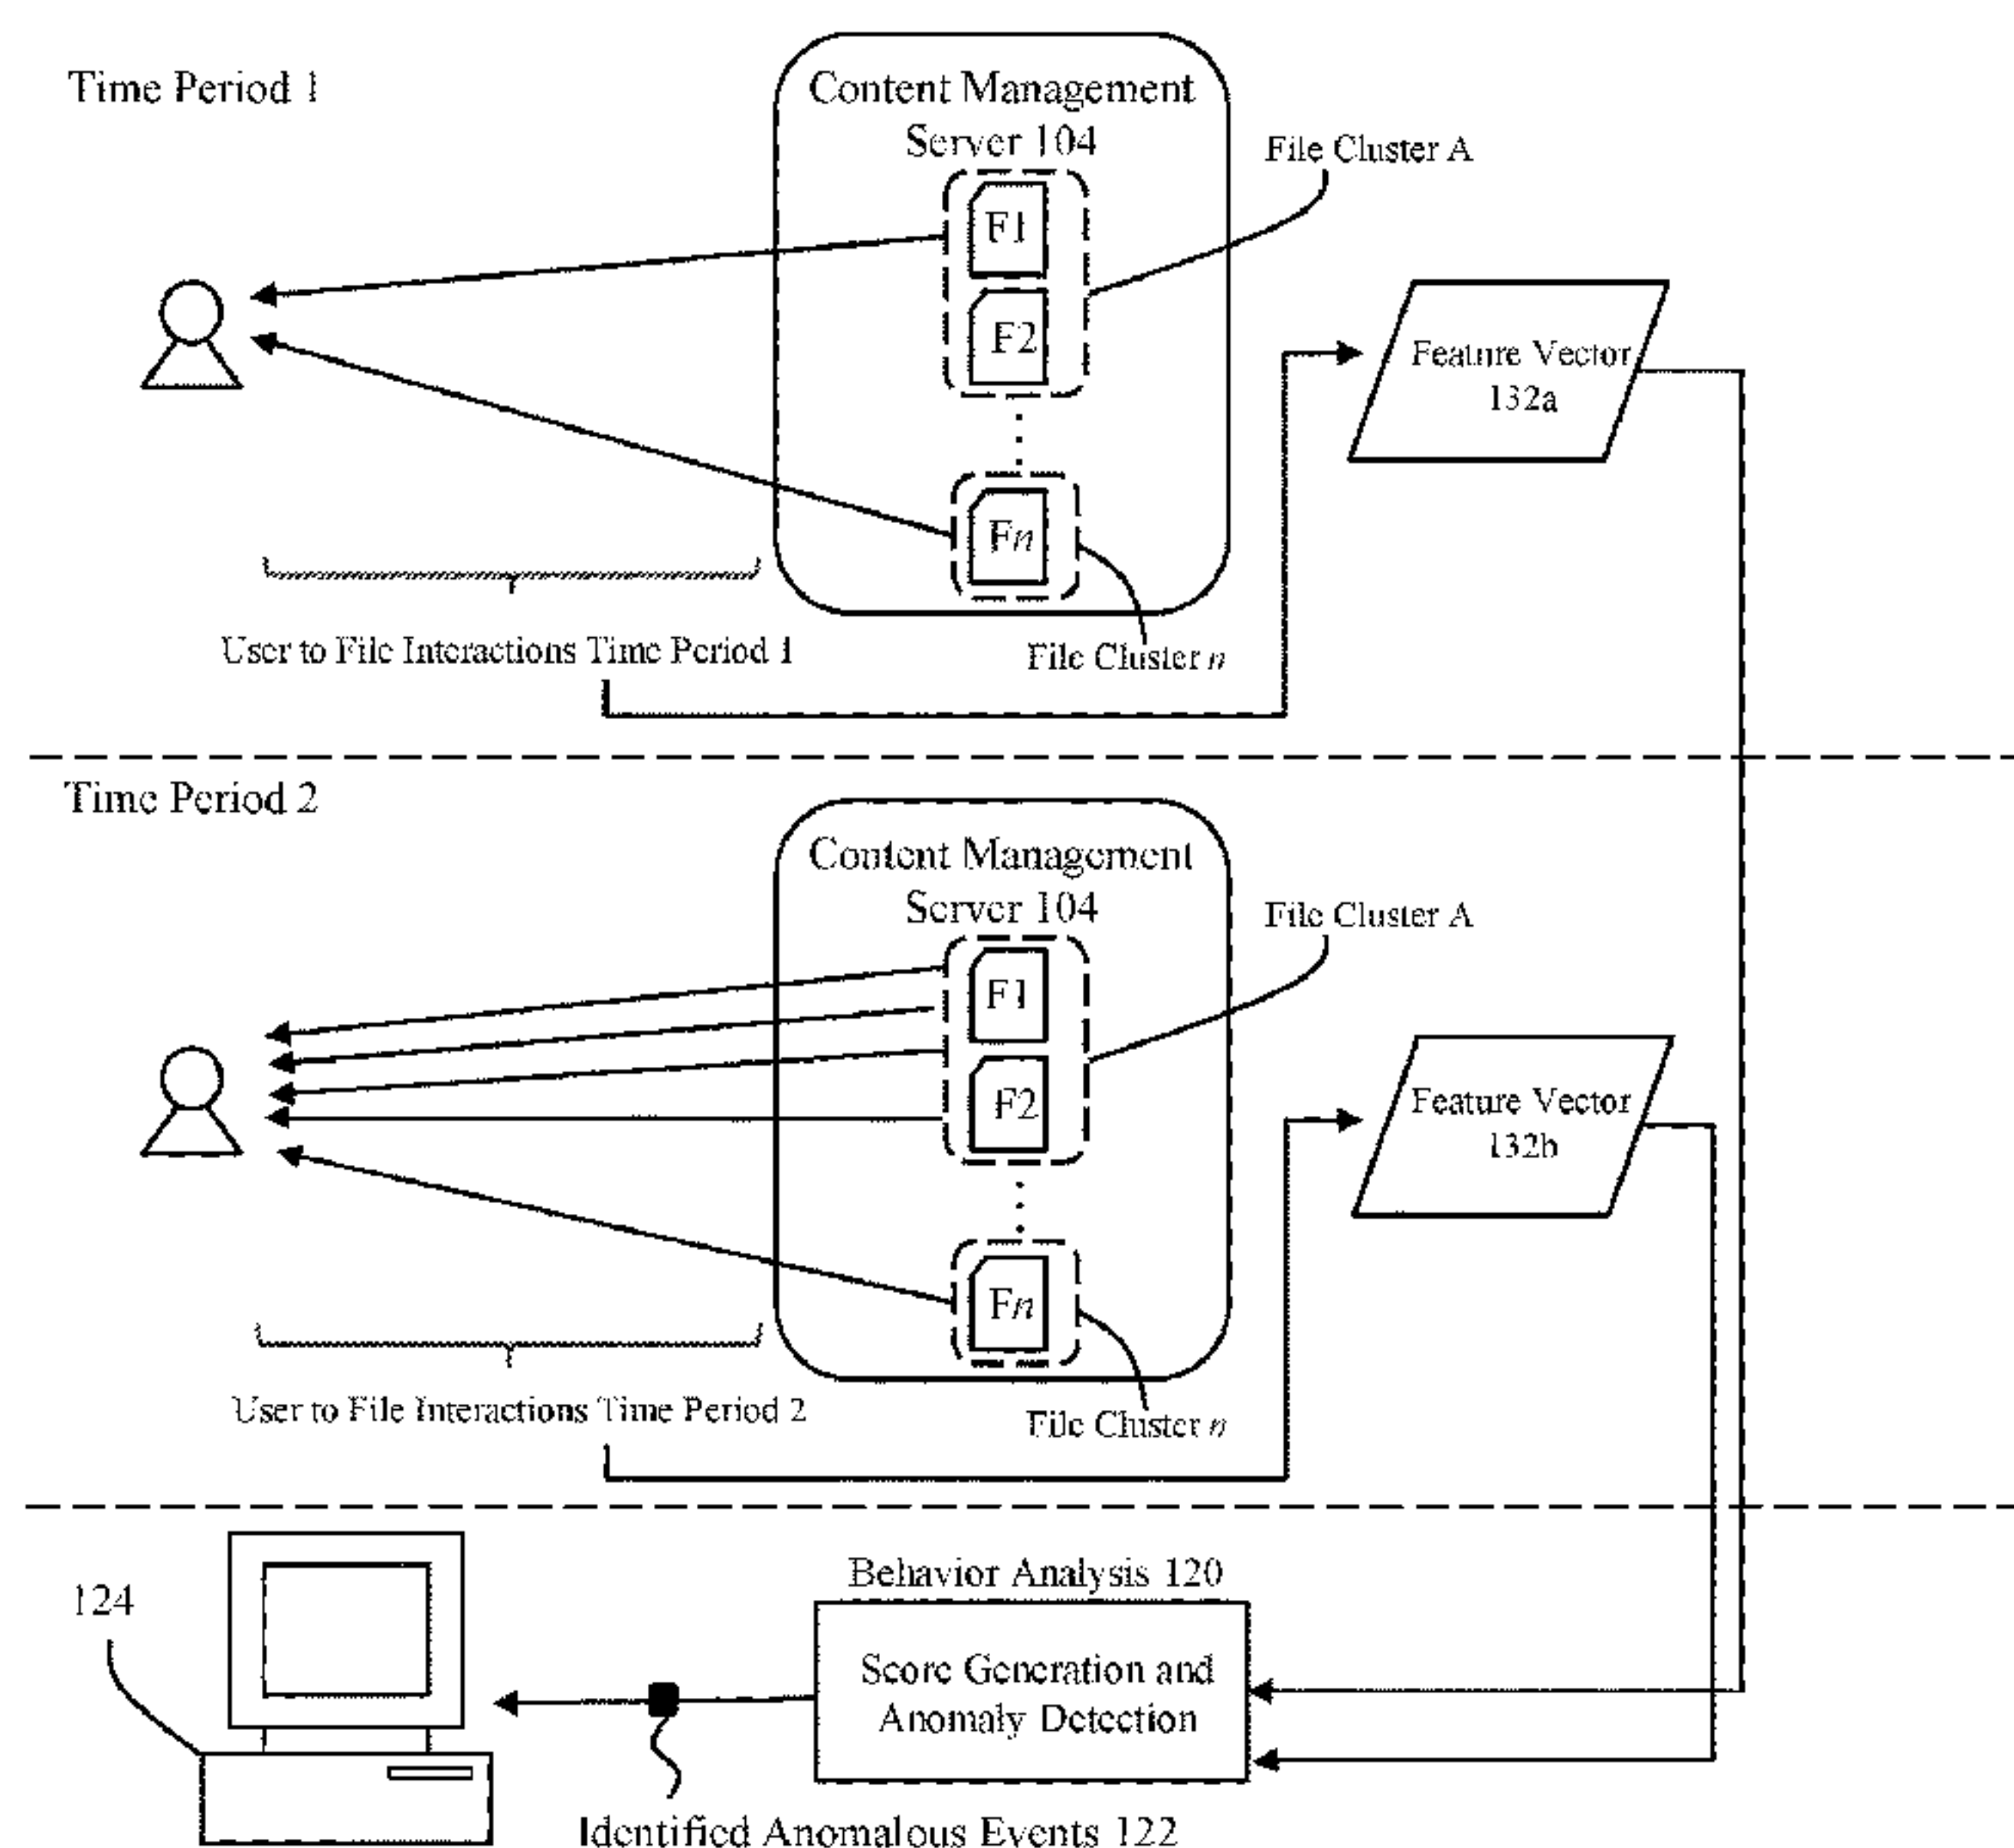 Time Period 1
Content Management
Server 104
File Cluster A
F1
F2
Feature Vector
132a
Fn
User to File Interactions Time Period 1
File Cluster n
Time Period 2
Content Management
Server 104
File Cluster A
F1
F2
Feature Vector
132b
Fn
User to File Interactions Time Period 2
File Cluster n
124
Behavior Analysis 120
Score Generation and
Anomaly Detection
Identified Anomalous Events 122